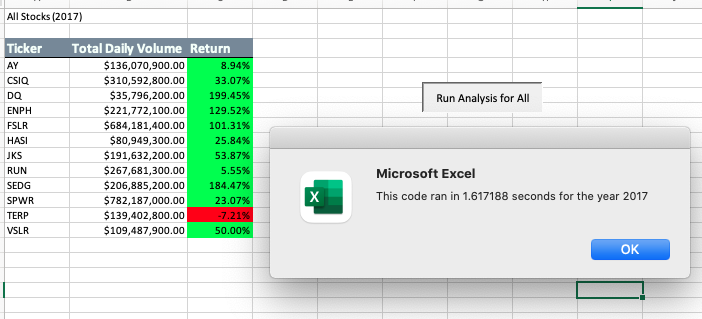 All Stocks (2017)
Ticker Total Daily Volume Return
AY $136,070,900.00 8.94%
CSIQ $310,592,800.00 33.07%
DQ $35,796,200.00 199.45%
ENPH $221,772,100.00 129.52%
FSLR $684,181,400.00 101.31%
HASI $80,949,300.00 25.84%
JKS $191,632,200.00 53.87%
RUN $267,681,300.00 5.55%
SEDG $206,885,200.00 184.47%
SPWR $782,187,000.00 23.07%
TERP $139,402,800.00 -7.21%
VSLR $109,487,900.00 50.00%
Run Analysis for All
Microsoft Excel
X
This code ran in 1.617188 seconds for the year 2017
OK